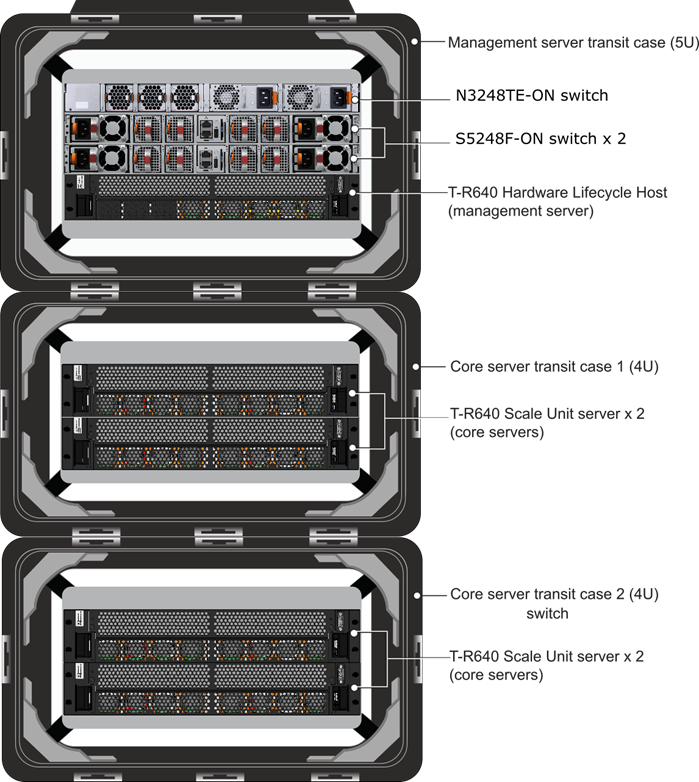 Management server transit case (5U)
N3248TE-ON switch
S5248F-ON switch x 2
T-R640 Hardware Lifecycle Host
(management server)
Core server transit case 1 (4U)
T-R640 Scale Unit server x 2
(core servers)
Core server transit case 2 (4U)
switch
T-R640 Scale Unit server x 2
(core servers)